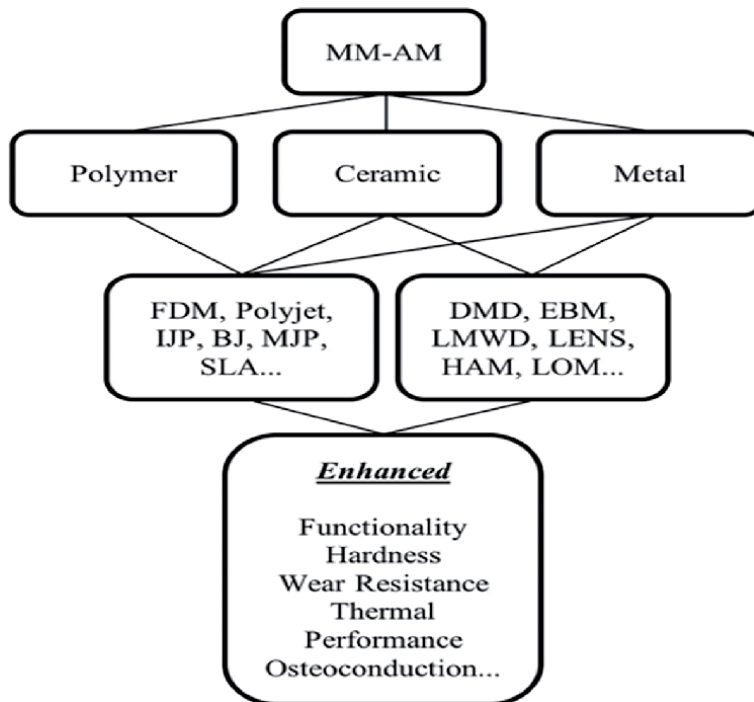 MM-AM
Polymer
Ceramic
Metal
FDM, Polyjet,
IJP, BJ, MJP,
SLA...
DMD, EBM,
LMWD, LENS,
HAM, LOM...
Enhanced
Functionality
Hardness
Wear Resistance
Thermal
Performance
Osteoconduction...